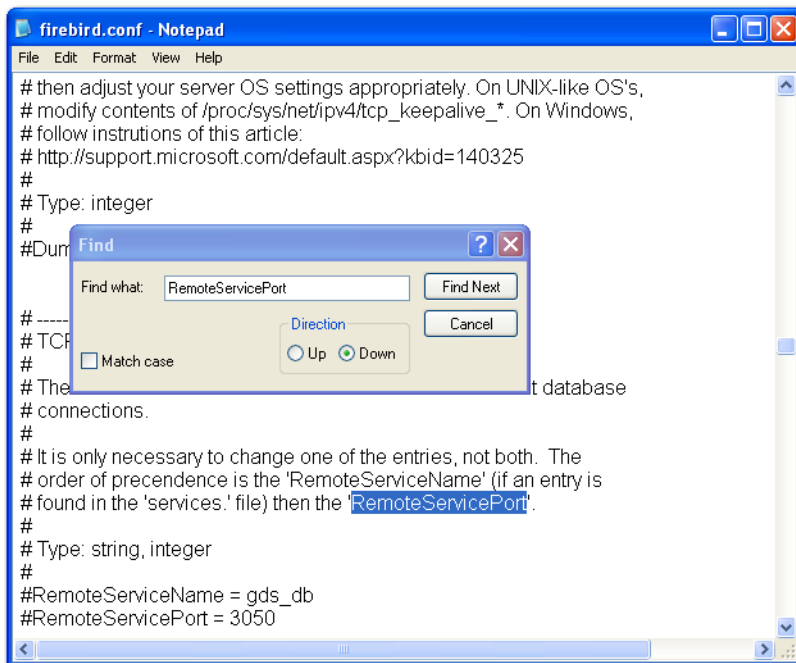 firebird.conf - Notepad
File Edit Format View Help
# then adjust your server OS settings appropriately. On UNIX-like OS's,
# modify contents of /proc/sys/net/ipv4/tcp_keepalive_*. On Windows,
# follow instrutions of this article:
# http://support.microsoft.com/default.aspx?kbid=140325
#
# Type: integer
#
#Dum
Find
Find what: RemoteServicePort Find Next
Direction Cancel
Match case Up Down
# -----
# TCP
#
# The t database
# connections.
#
# It is only necessary to change one of the entries, not both. The
# order of precendence is the 'RemoteServiceName' (if an entry is
# found in the 'services.' file) then the 'RemoteServicePort'.
#
# Type: string, integer
#
#RemoteServiceName = gds_db
#RemoteServicePort = 3050